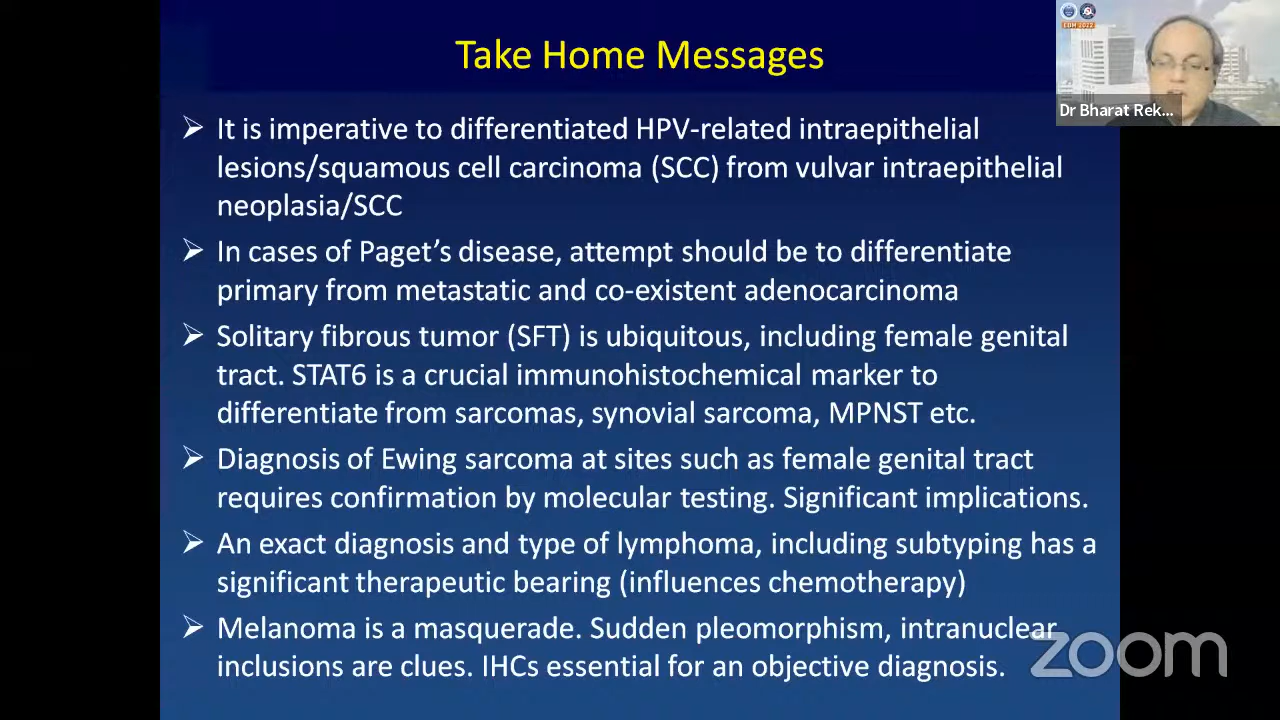 Take Home Messages
It is imperative to differentiated HPV-related intraepithelial
lesions/squamous cell carcinoma (SCC) from vulvar intraepithelial
neoplasia/SCC
In cases of Paget’s disease, attempt should be to differentiate
primary from metastatic and co-existent adenocarcinoma
Solitary fibrous tumor (SFT) is ubiquitous, including female genital
tract. STAT6 is a crucial immunohistochemical marker to
differentiate from sarcomas, synovial sarcoma, MPNST etc.
Diagnosis of Ewing sarcoma at sites such as female genital tract
requires confirmation by molecular testing. Significant implications.
An exact diagnosis and type of lymphoma, including subtyping has a
significant therapeutic bearing (influences chemotherapy)
Melanoma is a masquerade. Sudden pleomorphism, intranuclear
inclusions are clues. IHCs essential for an objective diagnosis.
Dr Bharat Rek...
zoom